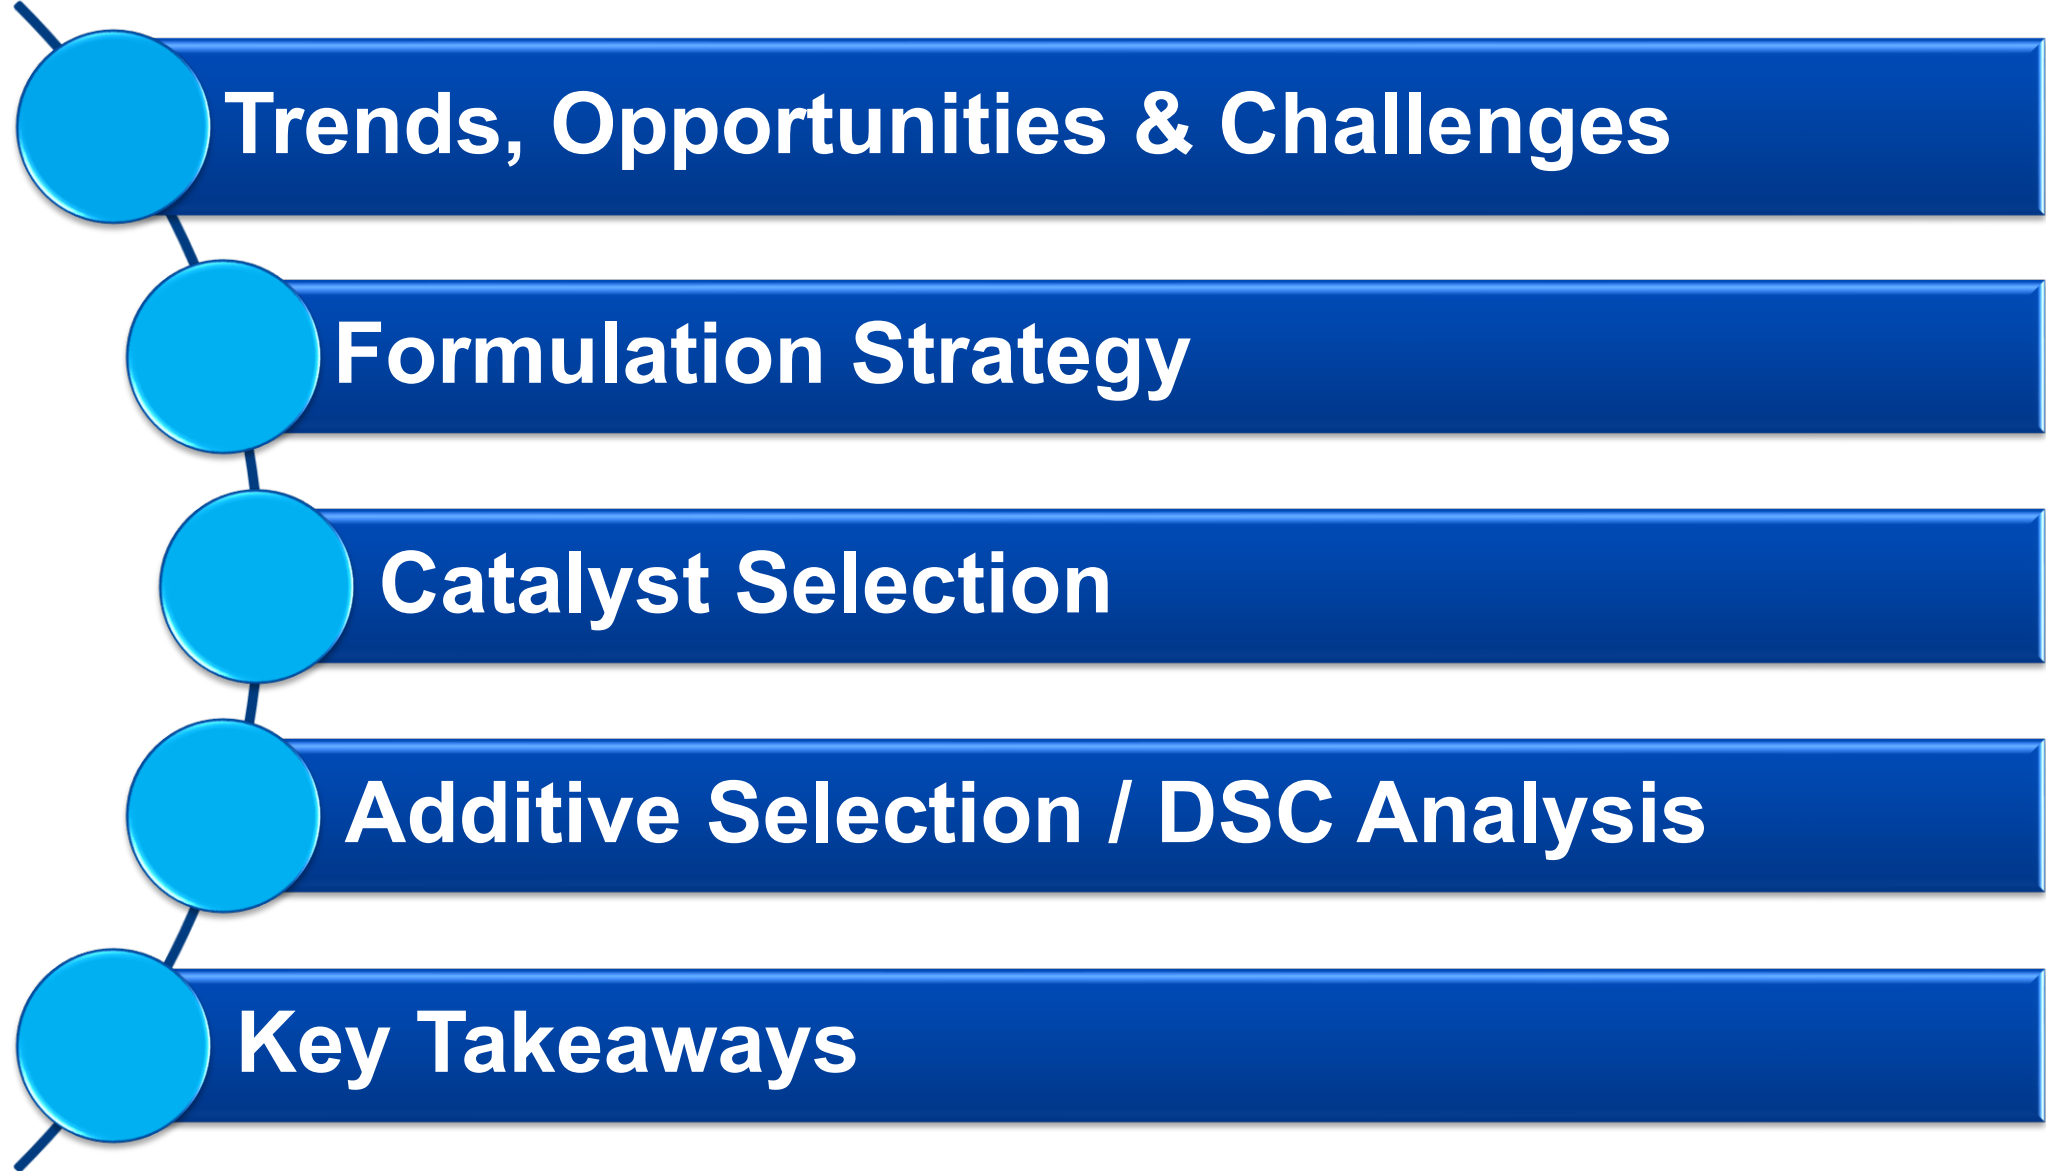 Trends, Opportunities & Challenges
Formulation Strategy
Catalyst Selection
Additive Selection / DSC Analysis
Key Takeaways